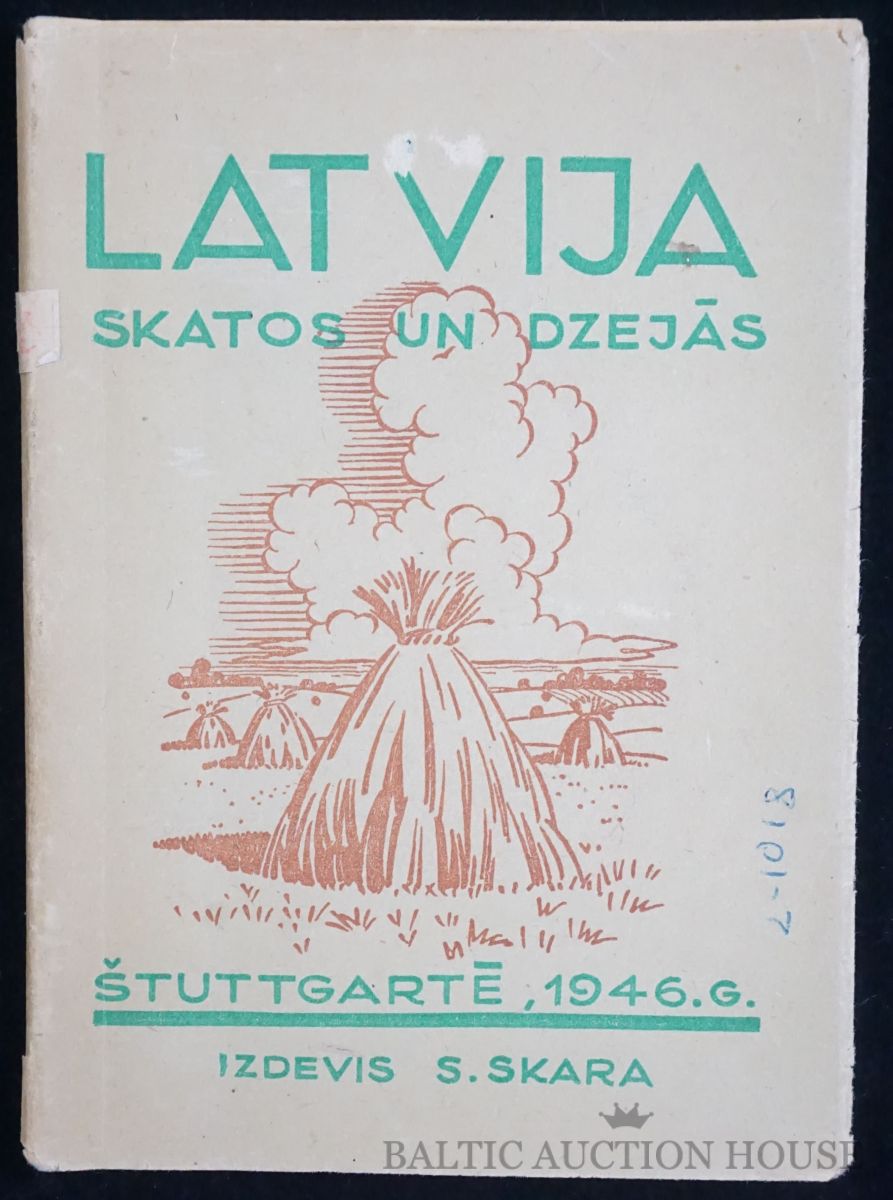 LATVIJA
SKATOS UN DZEJĀS
ŠTUTTGARTĒ, 1946.G.
IZDEVIS S. SKARA
2-1018
BALTIC AUCTION HOUSE